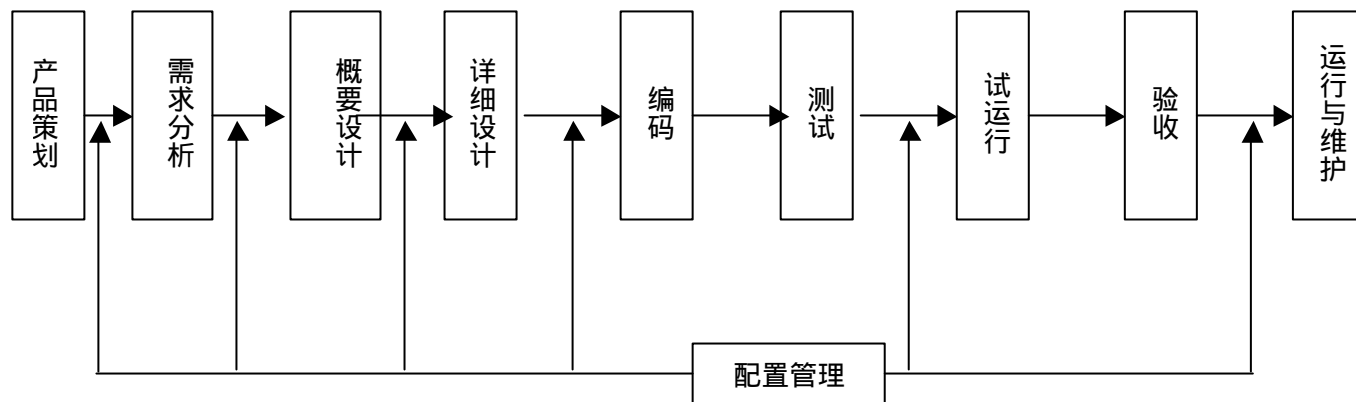 产品策划
需求分析
概要设计
详细设计
编码
测试
试运行
验收
运行与维护
配置管理